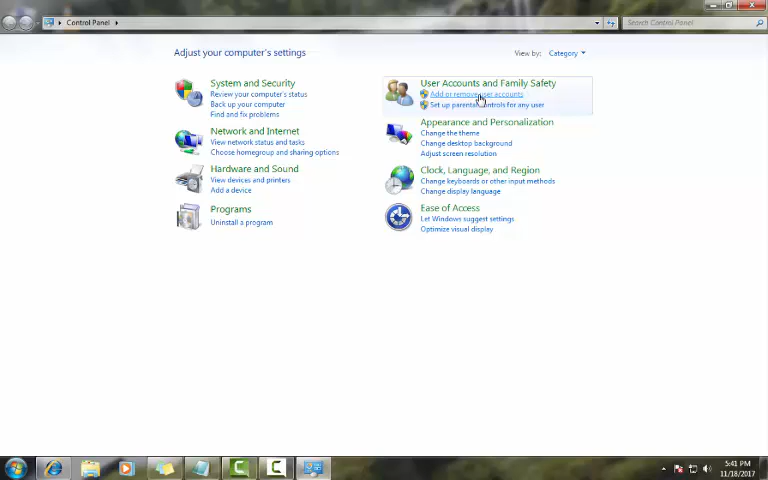 Control Panel
Search Control Panel
Adjust your computer's settings
View by: Category
System and Security
Review your computer's status
Back up your computer
Find and fix problems
Network and Internet
View network status and tasks
Choose homegroup and sharing options
Hardware and Sound
View devices and printers
Add a device
Programs
Uninstall a program
User Accounts and Family Safety
Add or remove user accounts
Set up parental controls for any user
Appearance and Personalization
Change the theme
Change desktop background
Adjust screen resolution
Clock, Language, and Region
Change keyboards or other input methods
Change display language
Ease of Access
Let Windows suggest settings
Optimize visual display
5:41 PM
11/18/2017